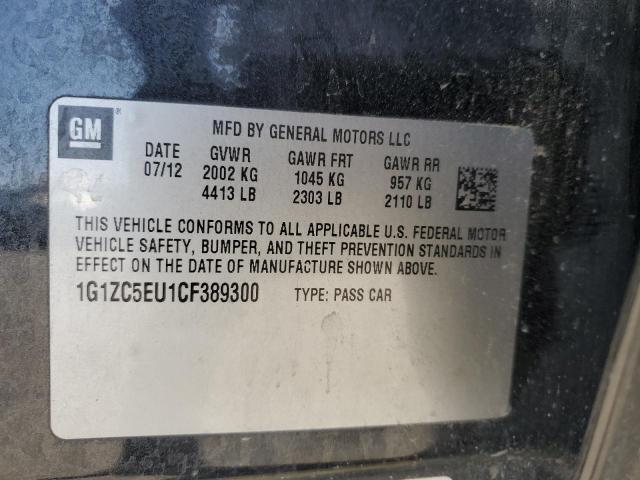 GM
MFD BY GENERAL MOTORS LLC
DATE GVWR GAWR FRT GAWR RR
07/12 2002 KG 1045 KG 957 KG
4413 LB 2303 LB 2110 LB
THIS VEHICLE CONFORMS TO ALL APPLICABLE U.S. FEDERAL MOTOR
VEHICLE SAFETY, BUMPER, AND THEFT PREVENTION STANDARDS IN
EFFECT ON THE DATE OF MANUFACTURE SHOWN ABOVE.
1G1ZC5EU1CF389300 TYPE: PASS CAR